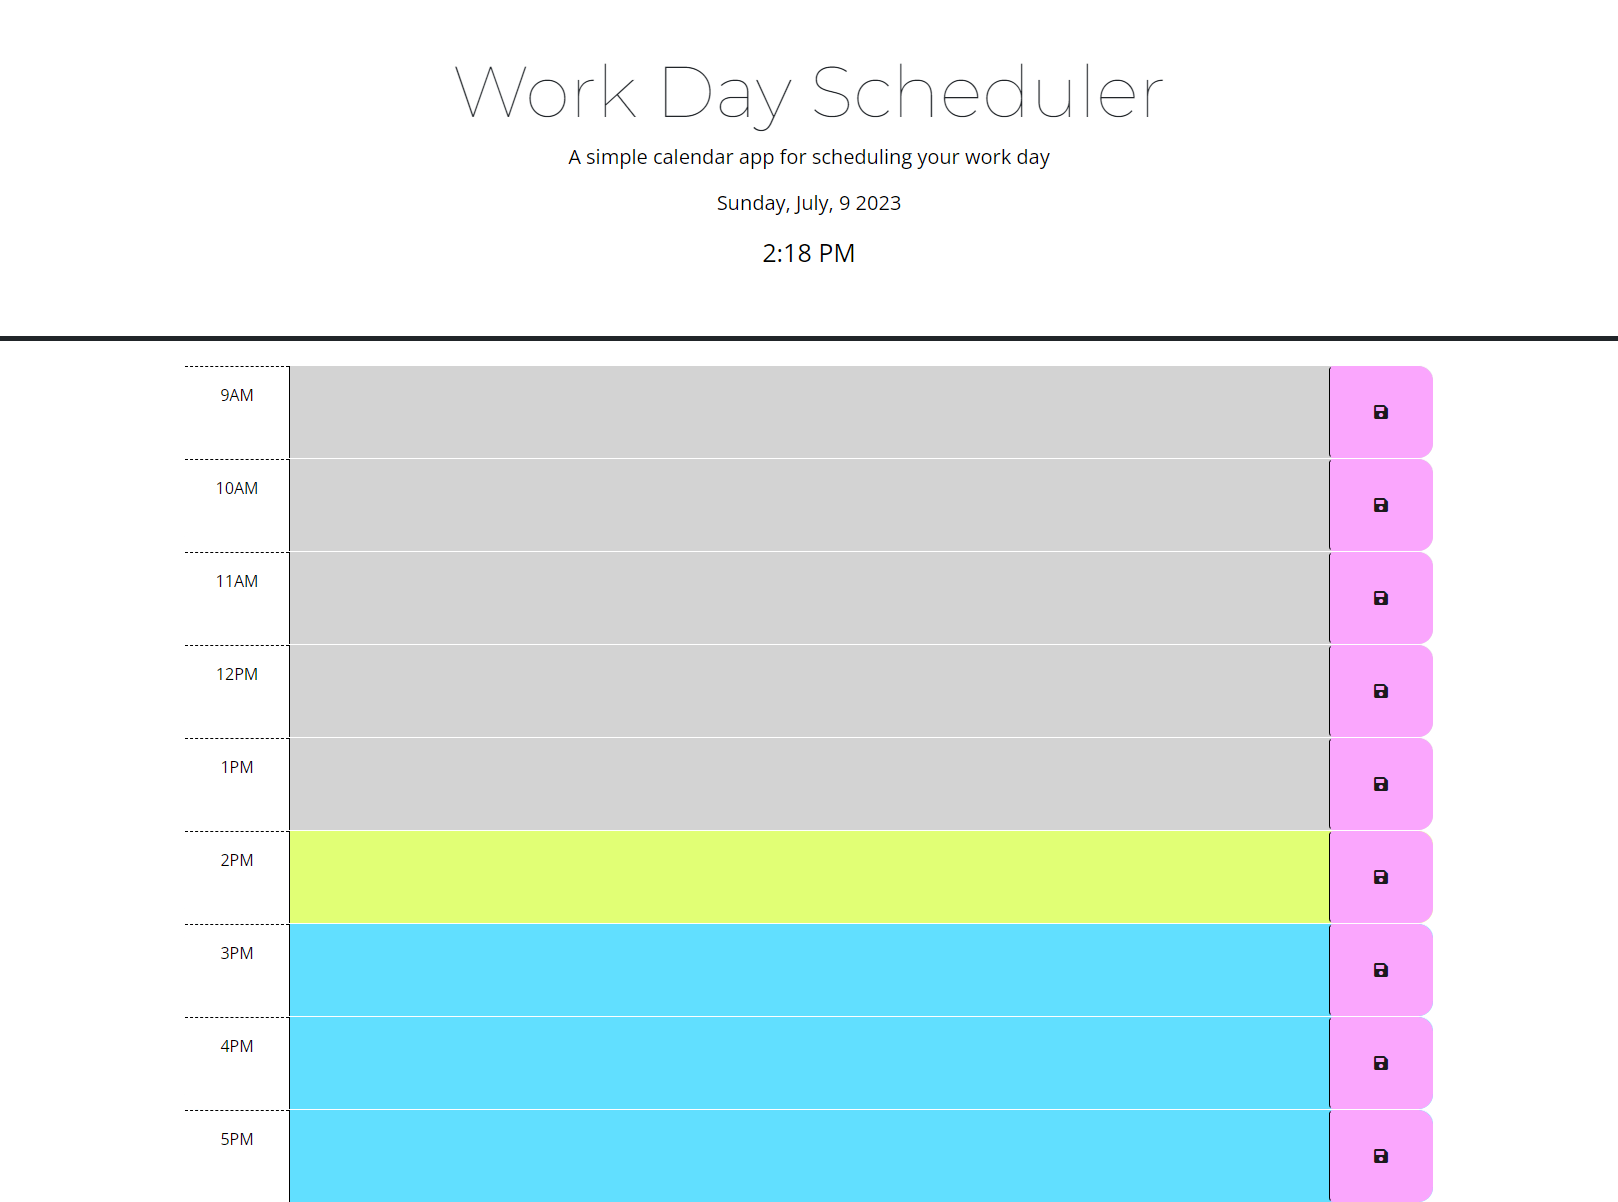 Work Day Scheduler
A simple calendar app for scheduling your work day
Sunday, July, 9 2023
2:18 PM
9AM
10AM
11AM
12PM
1PM
2PM
3PM
4PM
5PM